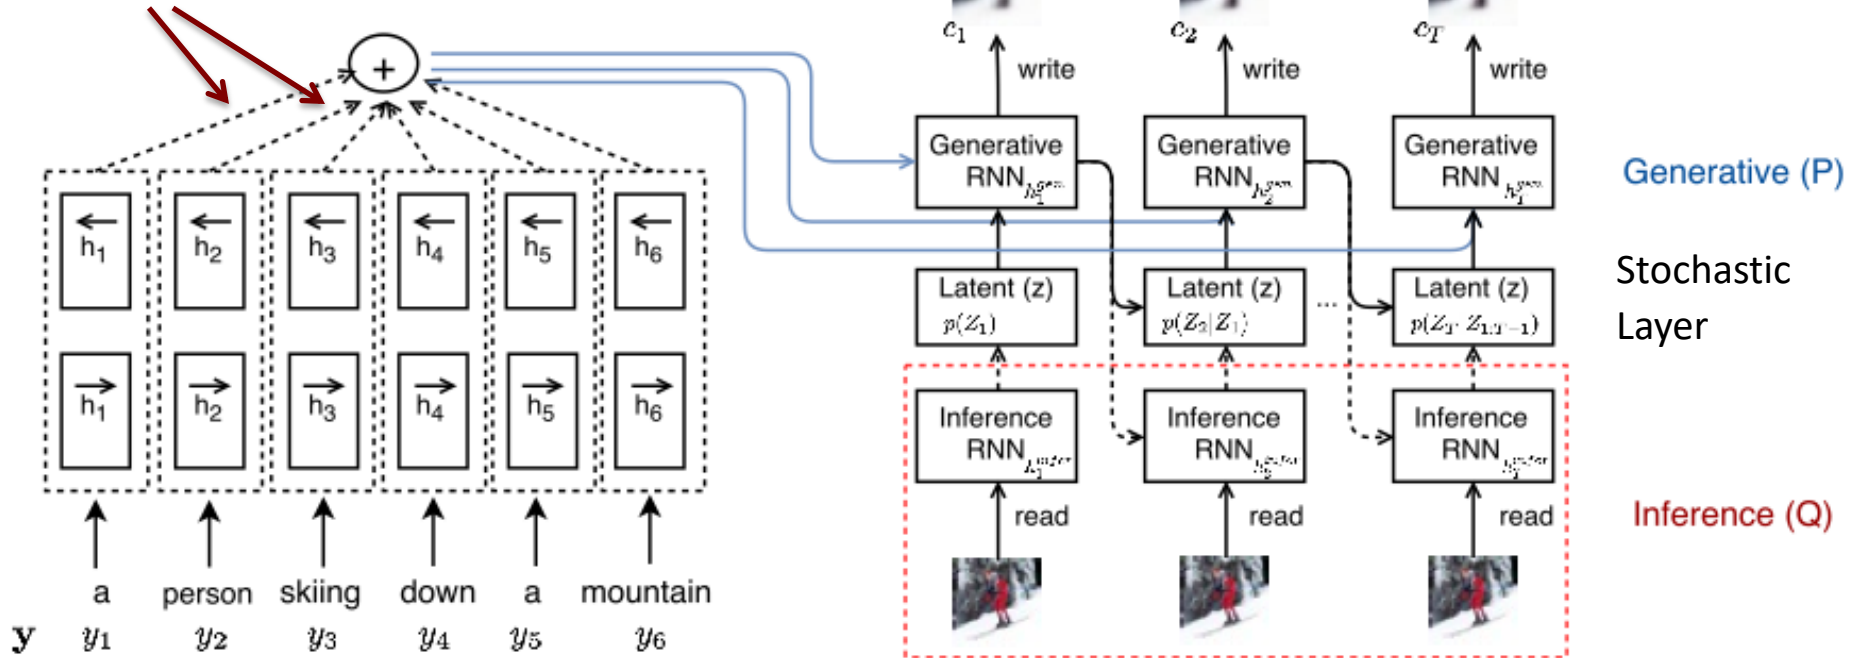 +
c1 c2 cT
write write write
Generative RNN Generative RNN Generative RNN
Generative (P)
h1 h2 h3 h4 h5 h6
Stochastic
Layer
Latent (z) Latent (z) ... Latent (z)
p(Z1) p(Z2|Z1)
h1 h2 h3 h4 h5 h6
Inference RNN Inference RNN Inference RNN
Inference (Q)
read read read
a person skiing down a mountain
y y1 y2 y3 y4 y5 y6